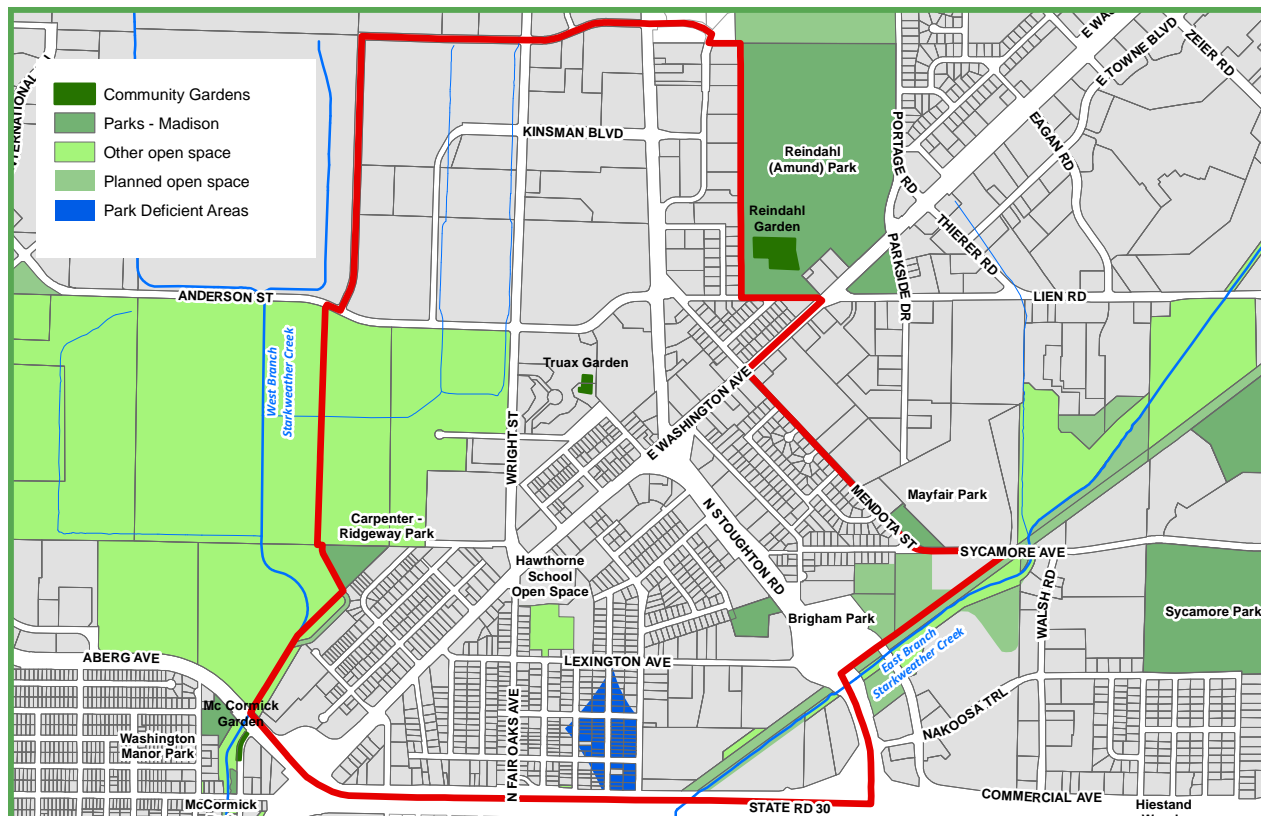 Community Gardens
Parks - Madison
Other open space
Planned open space
Park Deficient Areas
KINSMAN BLVD
Reindahl
(Amund) Park
Reindahl
Garden
PORTAGE RD
E TOWNE BLVD
ZEIER RD
EAGAN RD
THIERER RD
PARKSIDE DR
LIEN RD
ANDERSON ST
West Branch
Starkweather Creek
Truax Garden
WRIGHT ST
E WASHINGTON AVE
Carpenter -
Ridgeway Park
N STOUGHTON RD
MENDOTA ST
Mayfair Park
SYCAMORE AVE
Hawthorne
School
Open Space
Brigham Park
WALSH RD
Sycamore Park
East Branch
Starkweather Creek
ABERG AVE
LEXINGTON AVE
N FAIR OAKS AVE
Mc Cormick
Garden
Washington
Manor Park
McCormick
NAKOOSA TRL
STATE RD 30
COMMERCIAL AVE
Hiestand